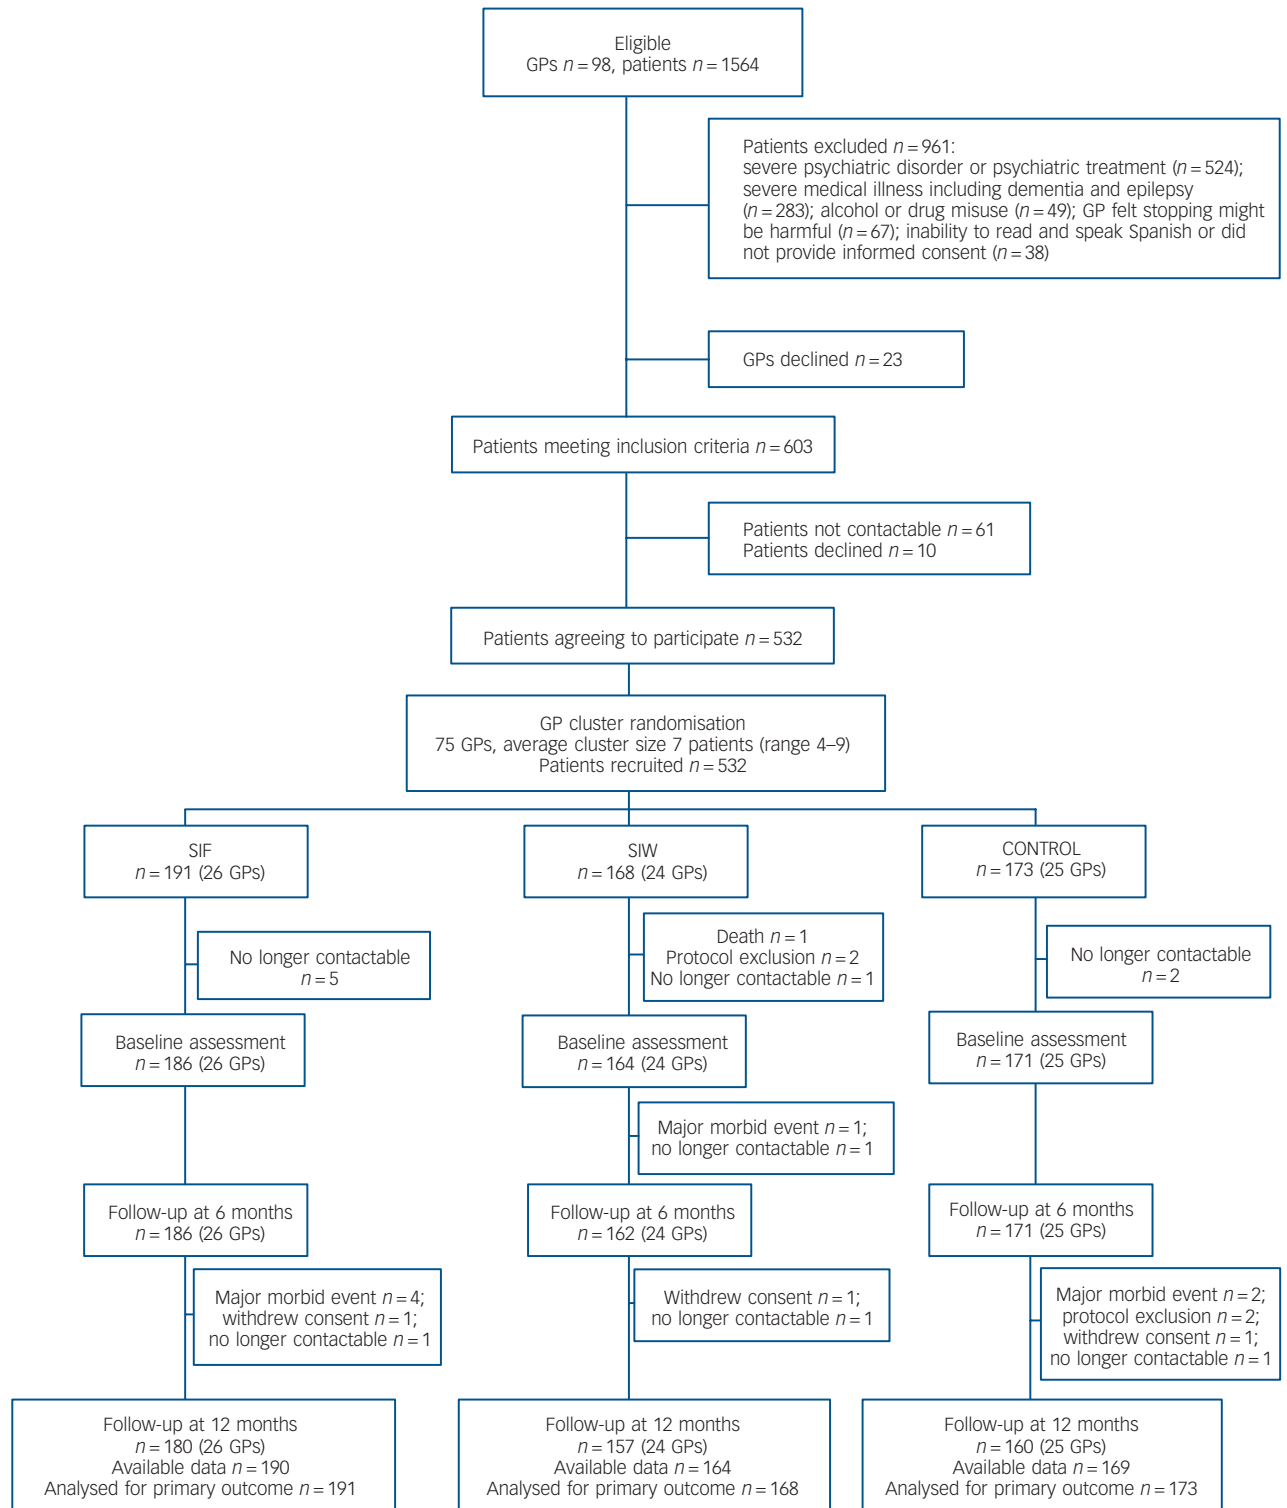 Eligible
GPs n = 98, patients n = 1564
Patients excluded n = 961:
severe psychiatric disorder or psychiatric treatment (n = 524);
severe medical illness including dementia and epilepsy
(n = 283); alcohol or drug misuse (n = 49); GP felt stopping might
be harmful (n = 67); inability to read and speak Spanish or did
not provide informed consent (n = 38)
GPs declined n = 23
Patients meeting inclusion criteria n = 603
Patients not contactable n = 61
Patients declined n = 10
Patients agreeing to participate n = 532
GP cluster randomisation
75 GPs, average cluster size 7 patients (range 4–9)
Patients recruited n = 532
SIF
n = 191 (26 GPs)
SIW
n = 168 (24 GPs)
CONTROL
n = 173 (25 GPs)
No longer contactable
n = 5
Death n = 1
Protocol exclusion n = 2
No longer contactable n = 1
No longer contactable
n = 2
Baseline assessment
n = 186 (26 GPs)
Baseline assessment
n = 164 (24 GPs)
Baseline assessment
n = 171 (25 GPs)
Major morbid event n = 1;
no longer contactable n = 1
Follow-up at 6 months
n = 186 (26 GPs)
Follow-up at 6 months
n = 162 (24 GPs)
Follow-up at 6 months
n = 171 (25 GPs)
Major morbid event n = 4;
withdrew consent n = 1;
no longer contactable n = 1
Withdrew consent n = 1;
no longer contactable n = 1
Major morbid event n = 2;
protocol exclusion n = 2;
withdrew consent n = 1;
no longer contactable n = 1
Follow-up at 12 months
n = 180 (26 GPs)
Available data n = 190
Analysed for primary outcome n = 191
Follow-up at 12 months
n = 157 (24 GPs)
Available data n = 164
Analysed for primary outcome n = 168
Follow-up at 12 months
n = 160 (25 GPs)
Available data n = 169
Analysed for primary outcome n = 173